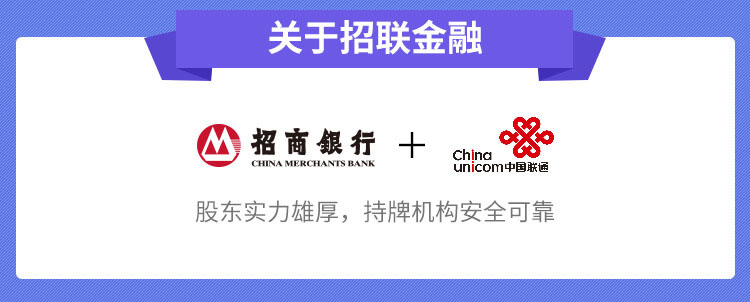 关于招联金融
招商銀行
CHINA MERCHANTS BANK
+
China
unicom中国联通
股东实力雄厚，持牌机构安全可靠